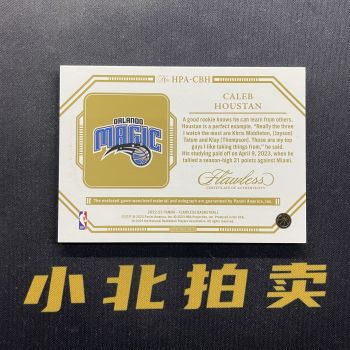 No. HPA-CBH
CALEB
HOUSTAN
ORLANDO
MAGIC
A good rookie knows he can learn from others.
Houstan is a perfect example. "Really the three
I watch the most are Khris Middleton, (Jayson)
Tatum and Klay (Thompson). Those are my top
guys I like taking things from," he said.
His studying paid off on April 9, 2023, when he
tallied a season-high 21 points against Miami.
Flawless
CERTIFICATE OF AUTHENTICITY
The enclosed game-worn/used material and autograph are guaranteed by Panini America, Inc.
2022-23 PANINI - FLAWLESS BASKETBALL
小北拍卖